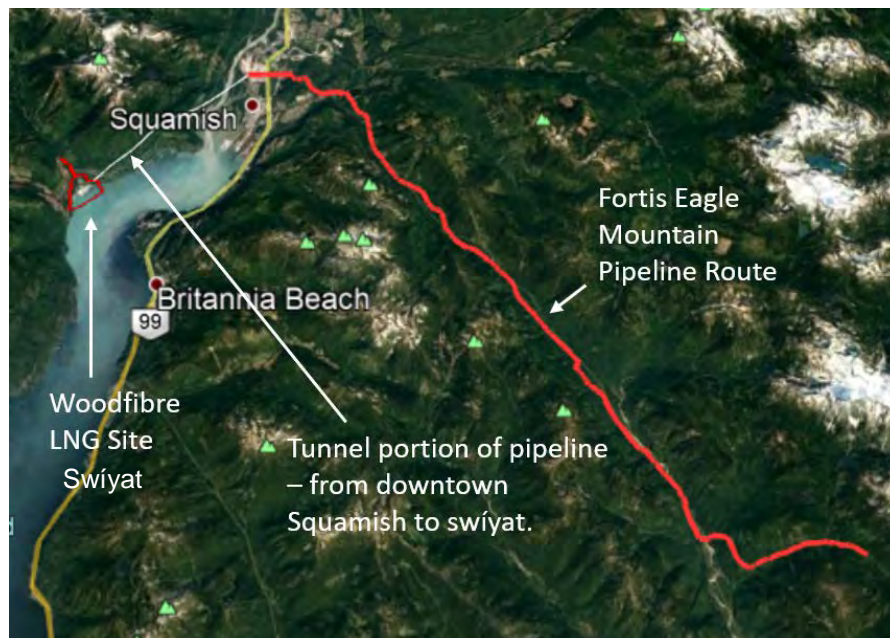 Squamish
Fortis Eagle
Mountain
Pipeline Route
Britannia Beach
99
Woodfibre
LNG Site
Swíyat
Tunnel portion of pipeline
– from downtown
Squamish to swíyat.
d